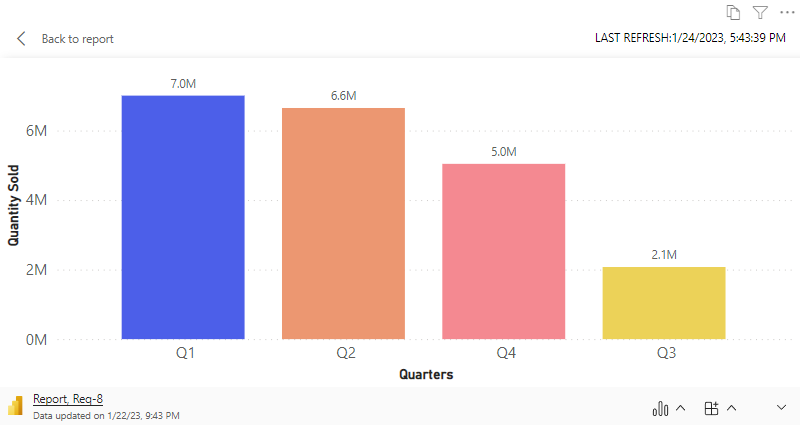 Back to report
LAST REFRESH:1/24/2023, 5:43:39 PM
7.0M
6.6M
5.0M
2.1M
6M
4M
2M
0M
Quantity Sold
Q1 Q2 Q4 Q3
Quarters
Report, Req-8
Data updated on 1/22/23, 9:43 PM